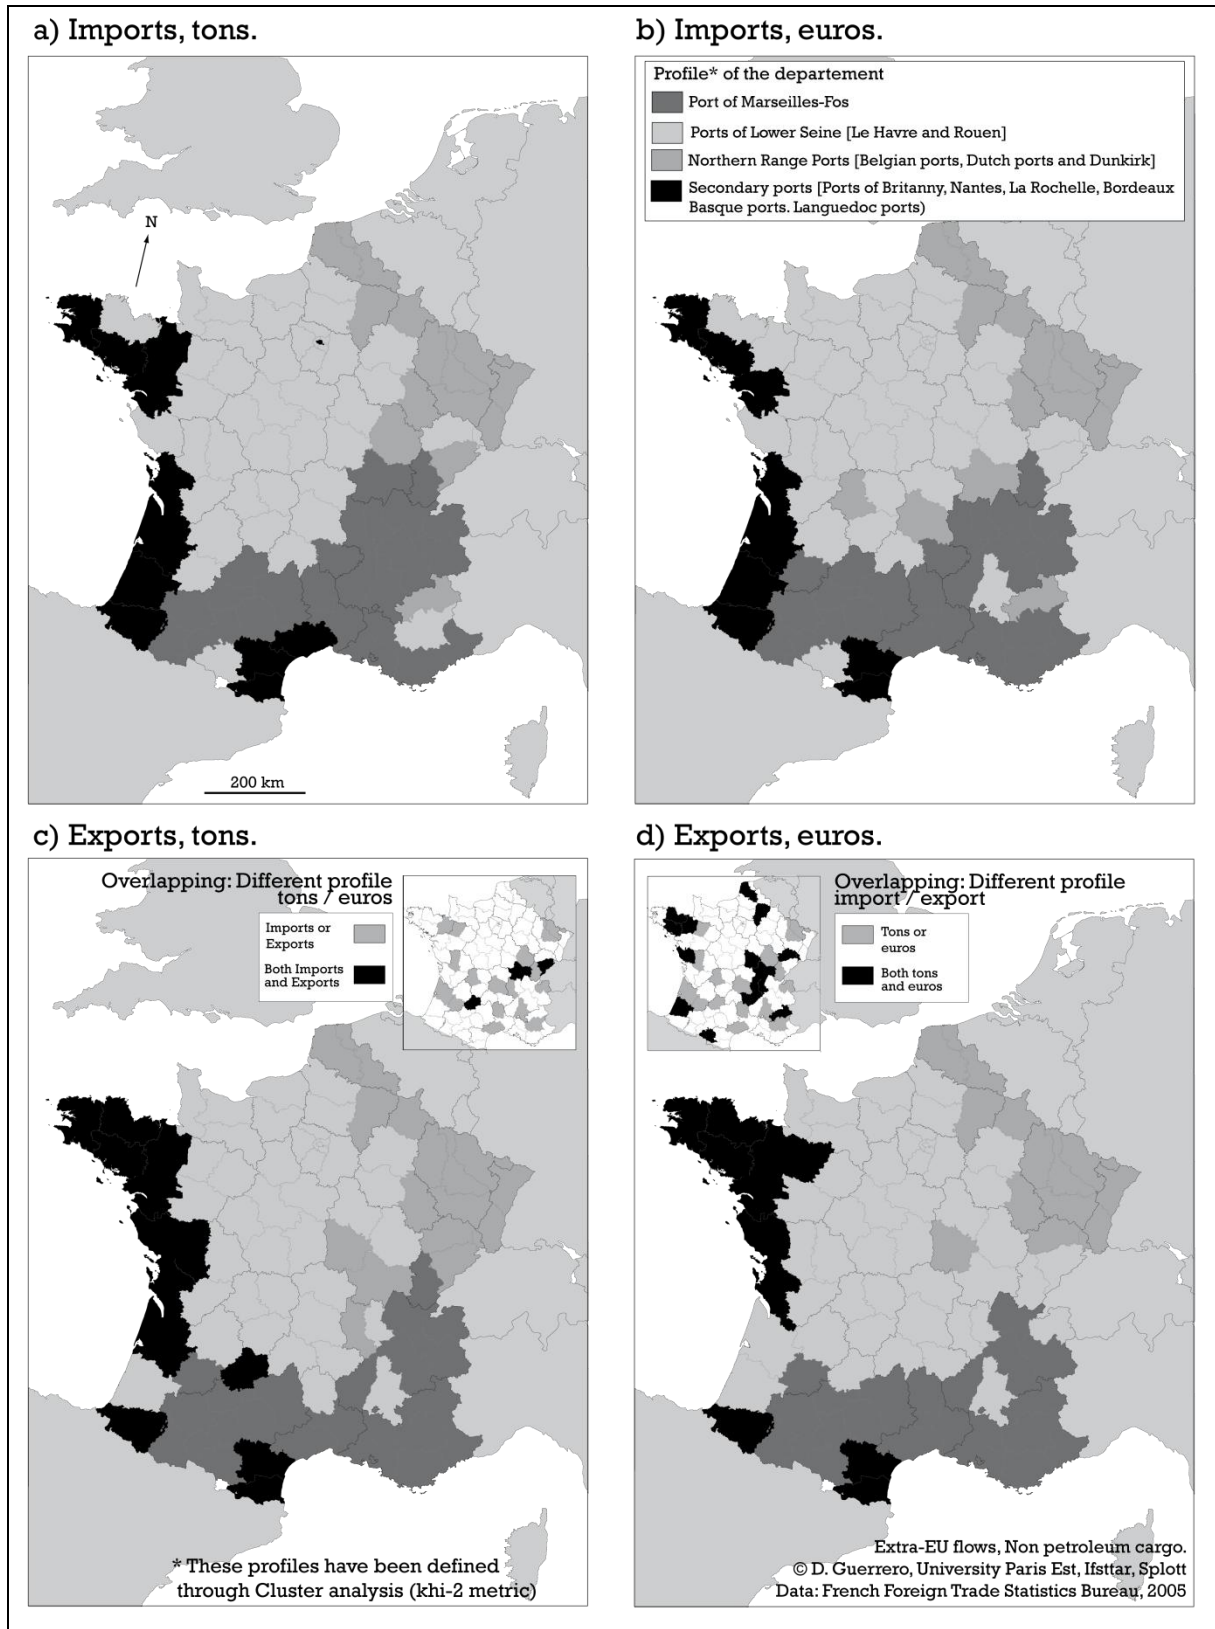 a) Imports, tons.
N
200 km
b) Imports, euros.
Profile* of the departement
Port of Marseilles-Fos
Ports of Lower Seine [Le Havre and Rouen]
Northern Range Ports [Belgian ports, Dutch ports and Dunkirk]
Secondary ports [Ports of Britanny, Nantes, La Rochelle, Bordeaux
Basque ports. Languedoc ports)
c) Exports, tons.
Overlapping: Different profile
tons / euros
Imports or
Exports
Both Imports
and Exports
* These profiles have been defined
through Cluster analysis (khi-2 metric)
d) Exports, euros.
Overlapping: Different profile
import / export
Tons or
euros
Both tons
and euros
Extra-EU flows, Non petroleum cargo.
© D. Guerrero, University Paris Est, Ifsttar, Splott
Data: French Foreign Trade Statistics Bureau, 2005